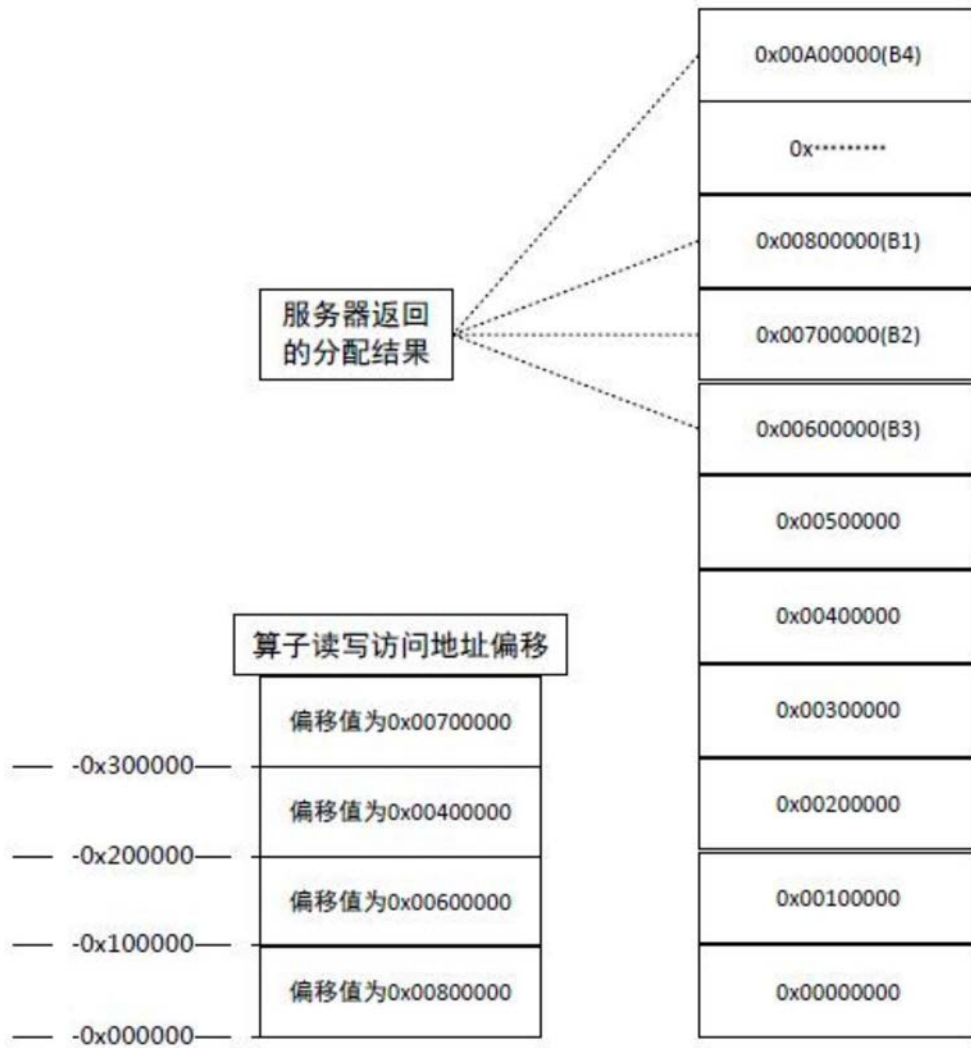 0x00A00000(B4)
0x·········
0x00800000(B1)
服务器返回
的分配结果
0x00700000(B2)
0x00600000(B3)
0x00500000
0x00400000
算子读写访问地址偏移
0x00300000
偏移值为0x00700000
-0x300000
0x00200000
偏移值为0x00400000
-0x200000
0x00100000
偏移值为0x00600000
-0x100000
0x00000000
偏移值为0x00800000
-0x000000